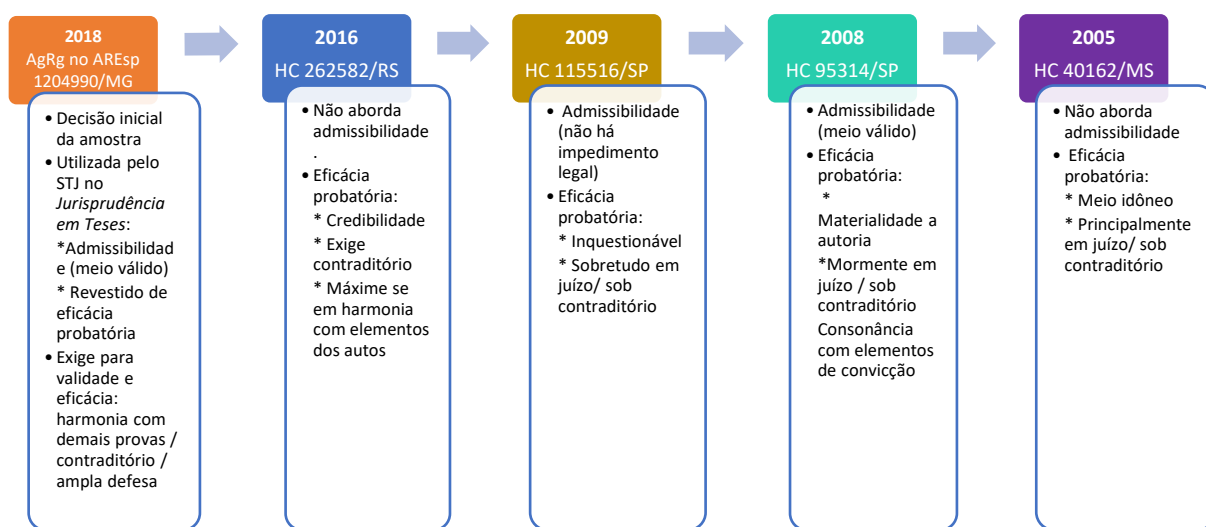 2018
AgRg no AREsp
1204990/MG
• Decisão inicial
da amostra
• Utilizada pelo
STJ no
Jurisprudência
em Teses:
*Admissibilidad
e (meio válido)
* Revestido de
eficácia
probatória
• Exige para
validade e
eficácia:
harmonia com
demais provas /
contraditório /
ampla defesa
2016
HC 262582/RS
• Não aborda
admissibilidade
.
• Eficácia
probatória:
* Credibilidade
* Exige
contraditório
* Máxime se
em harmonia
com elementos
dos autos
2009
HC 115516/SP
• Admissibilidade
(não há
impedimento
legal)
• Eficácia
probatória:
* Inquestionável
* Sobretudo em
juízo/ sob
contraditório
2008
HC 95314/SP
• Admissibilidade
(meio válido)
• Eficácia
probatória:
*
Materialidade a
autoria
*Mormente em
juízo / sob
contraditório
Consonância
com elementos
de convicção
2005
HC 40162/MS
• Não aborda
admissibilidade
• Eficácia
probatória:
* Meio idôneo
* Principalmente
em juízo/ sob
contraditório